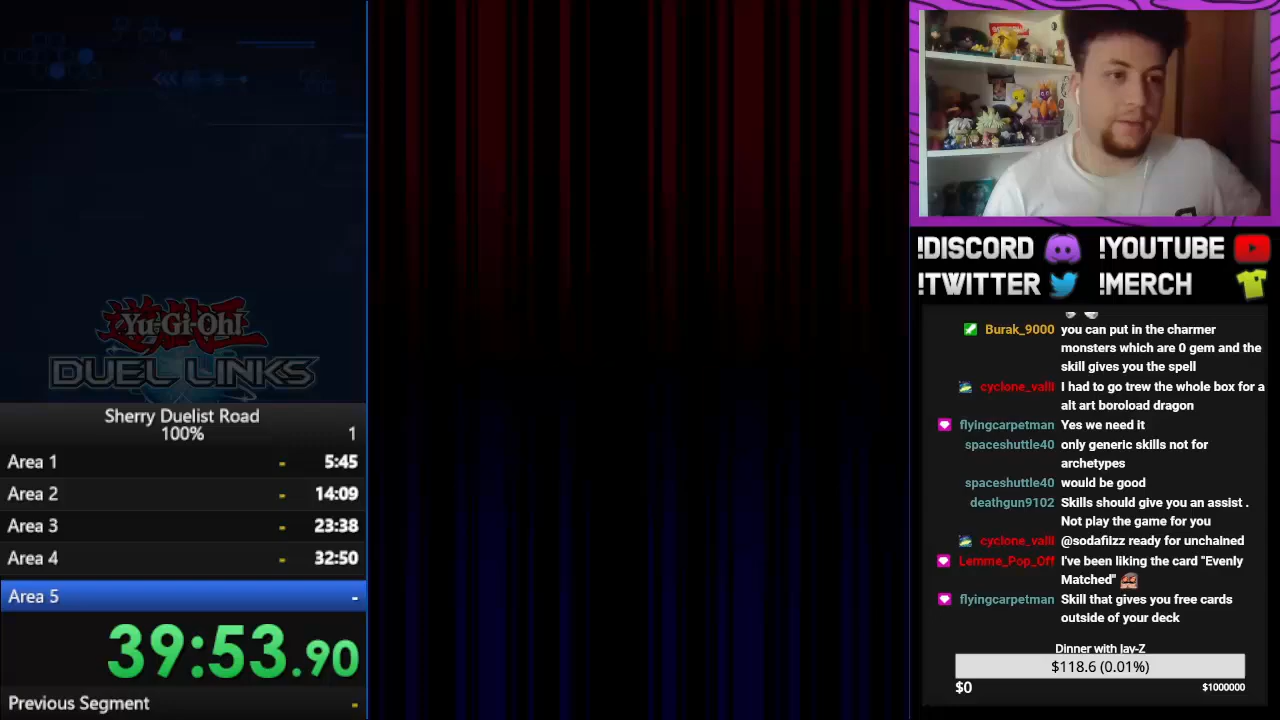 Yu-Gi-Oh!
DUEL LINKS
Sherry Duelist Road
100% 1
Area 1 - 5:45
Area 2 - 14:09
Area 3 - 23:38
Area 4 - 32:50
Area 5 -
39:53.90
Previous Segment -
!DISCORD !YOUTUBE
!TWITTER !MERCH
Burak_9000 you can put in the charmer
monsters which are 0 gem and the
skill gives you the spell
cyclone_valll I had to go trew the whole box for a
alt art boroload dragon
flyingcarpetman Yes we need it
spaceshuttle40 only generic skills not for
archetypes
spaceshuttle40 would be good
deathgun9102 Skills should give you an assist .
Not play the game for you
cyclone_valll @sodafilzz ready for unchained
Lemme_Pop_Off I've been liking the card "Evenly
Matched"
flyingcarpetman Skill that gives you free cards
outside of your deck
Dinner with Jay-Z
$118.6 (0.01%)
$0 $1000000